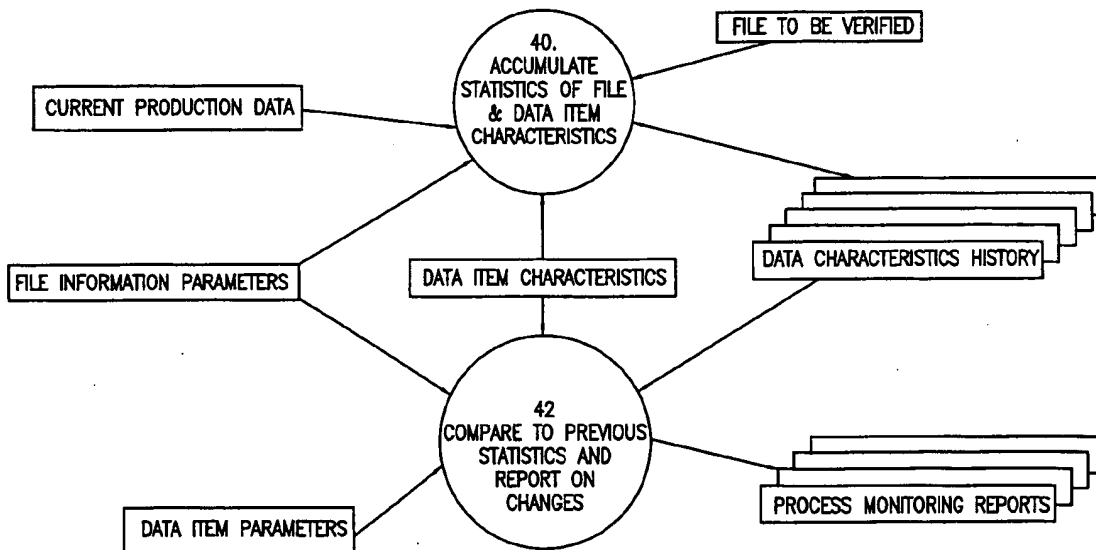 40.
ACCUMULATE
STATISTICS OF FILE
& DATA ITEM
CHARACTERISTICS
FILE TO BE VERIFIED
CURRENT PRODUCTION DATA
FILE INFORMATION PARAMETERS
DATA ITEM CHARACTERISTICS
DATA CHARACTERISTICS HISTORY
42
COMPARE TO PREVIOUS
STATISTICS AND
REPORT ON
CHANGES
DATA ITEM PARAMETERS
PROCESS MONITORING REPORTS